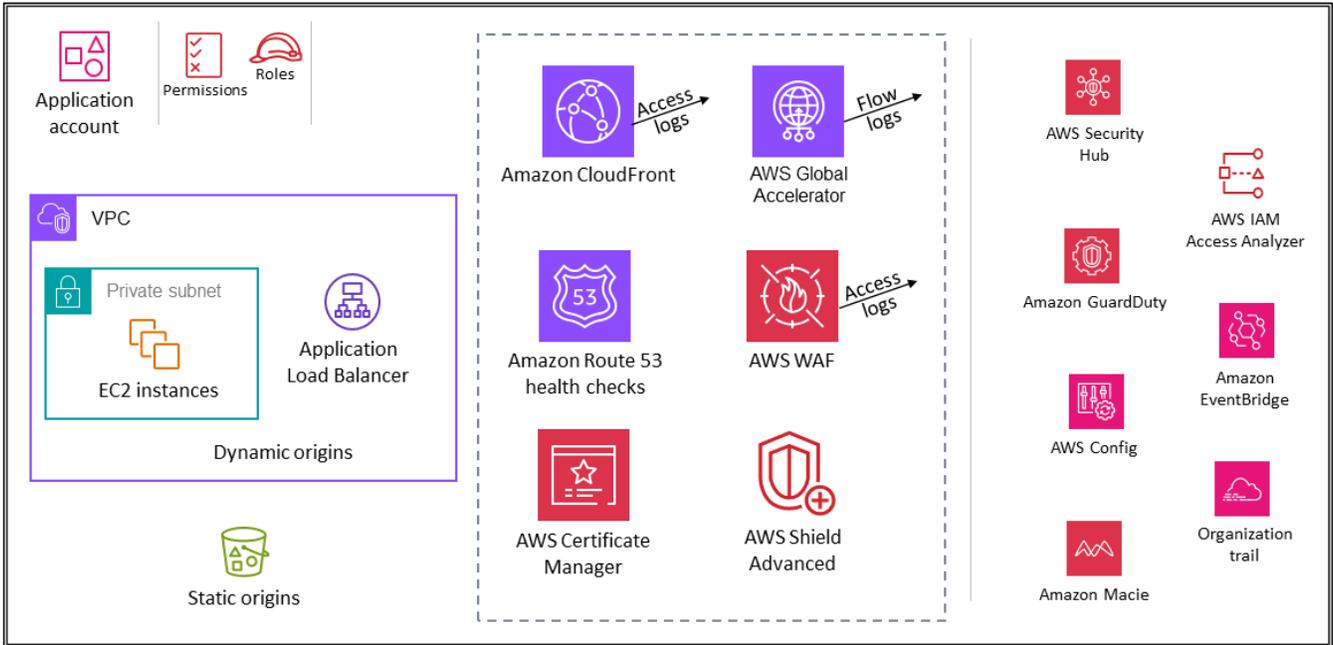 Application
account
Permissions
Roles
VPC
Private subnet
EC2 instances
Application
Load Balancer
Dynamic origins
Static origins
Amazon CloudFront
Access
logs
AWS Global
Accelerator
Flow
logs
53
Amazon Route 53
health checks
AWS WAF
Access
logs
AWS Certificate
Manager
AWS Shield
Advanced
AWS Security
Hub
AWS IAM
Access Analyzer
Amazon GuardDuty
Amazon
EventBridge
AWS Config
Organization
trail
Amazon Macie